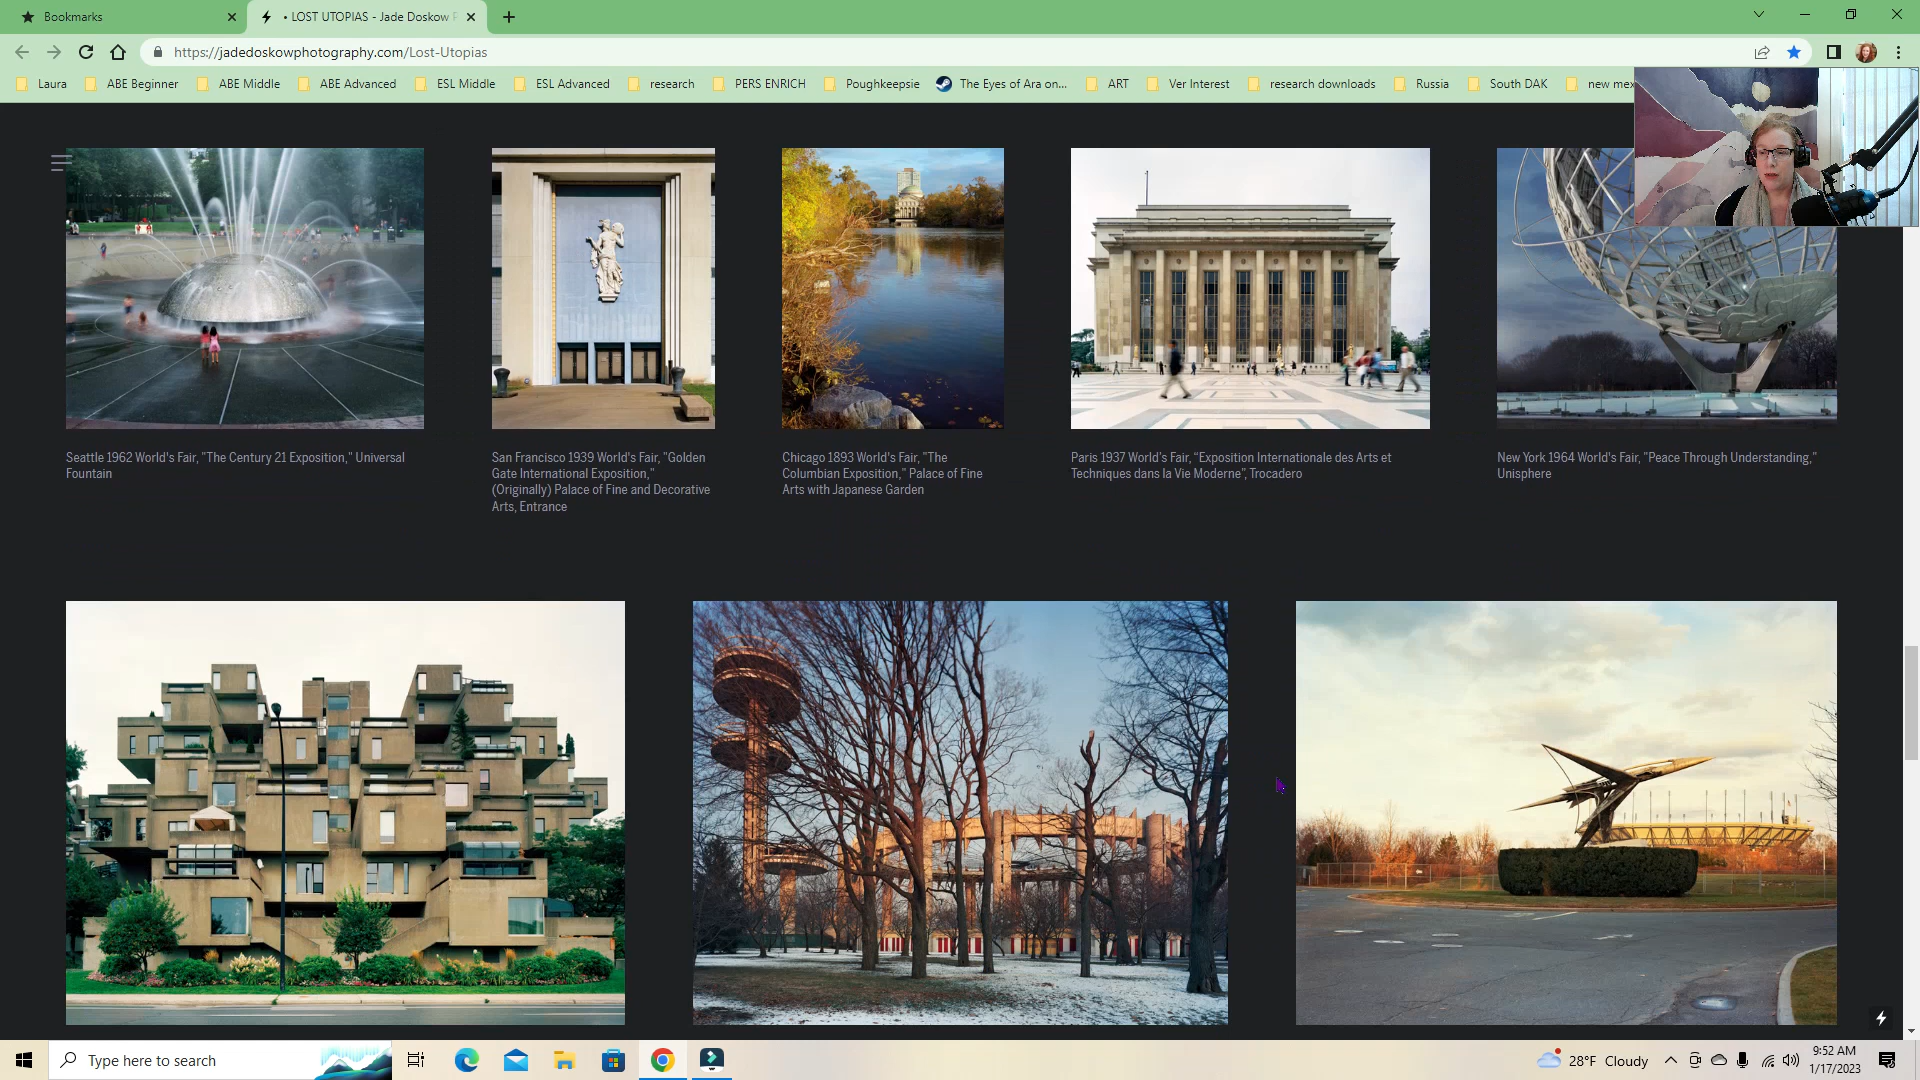 Bookmarks
• LOST UTOPIAS - Jade Doskow P
https://jadedoskowphotography.com/Lost-Utopias
Laura
ABE Beginner
ABE Middle
ABE Advanced
ESL Middle
ESL Advanced
research
PERS ENRICH
Poughkeepsie
The Eyes of Ara on...
ART
Ver Interest
research downloads
Russia
South DAK
new mex
Seattle 1962 World's Fair, "The Century 21 Exposition," Universal
Fountain
San Francisco 1939 World's Fair, "Golden
Gate International Exposition,"
(Originally) Palace of Fine and Decorative
Arts, Entrance
Chicago 1893 World's Fair, "The
Columbian Exposition," Palace of Fine
Arts with Japanese Garden
Paris 1937 World's Fair, "Exposition Internationale des Arts et
Techniques dans la Vie Moderne", Trocadero
New York 1964 World's Fair, "Peace Through Understanding,"
Unisphere
Type here to search
28°F Cloudy
9:52 AM
1/17/2023